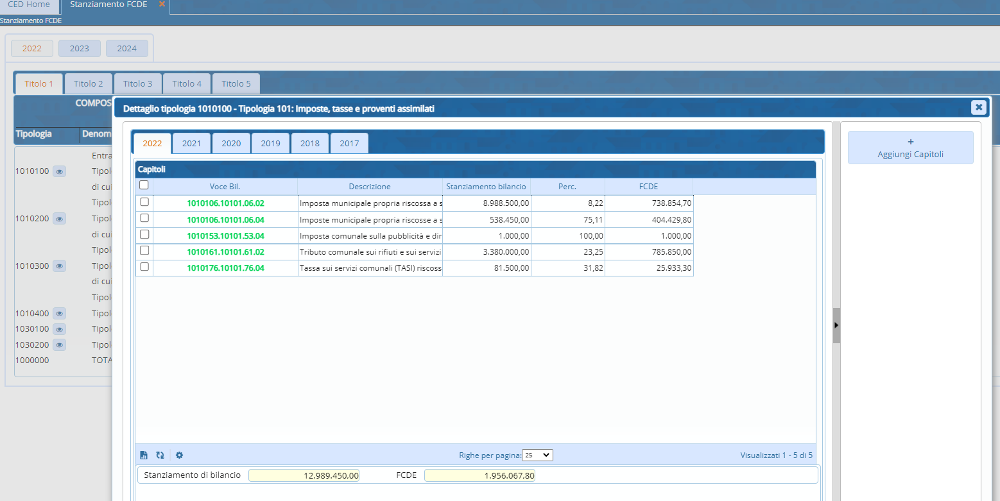 CED Home
Stanziamento FCDE
Stanziamento FCDE
2022 2023 2024
Titolo 1 Titolo 2 Titolo 3 Titolo 4 Titolo 5
COMPOS
Tipologia Denom
Entra
1010100 Tipol
di cui
Tipol
1010200 Tipol
di cui
Tipol
1010300 Tipol
di cui
Tipol
1010400 Tipol
1030100 Tipol
1030200 Tipol
1000000 TOTA
Dettaglio tipologia 1010100 - Tipologia 101: Imposte, tasse e proventi assimilati
2022 2021 2020 2019 2018 2017
+
Aggiungi Capitoli
Capitoli
Voce Bil. Descrizione Stanziamento bilancio Perc. FCDE
1010106.10101.06.02 Imposta municipale propria riscossa a s 8.988.500,00 8,22 738.854,70
1010106.10101.06.04 Imposte municipale propria riscosse a s 538.450,00 75,11 404.429,80
1010153.10101.53.04 Imposta comunale sulla pubblicità e dir 1.000,00 100,00 1.000,00
1010161.10101.61.02 Tributo comunale sui rifiuti e sui servizi 3.380.000,00 23,25 785.850,00
1010176.10101.76.04 Tassa sui servizi comunali (TASI) riscoss 81.500,00 31,82 25.933,30
Righe per pagina: 25 Visualizzati 1 - 5 di 5
Stanziamento di bilancio 12.989.450,00 FCDE 1.956.067,80